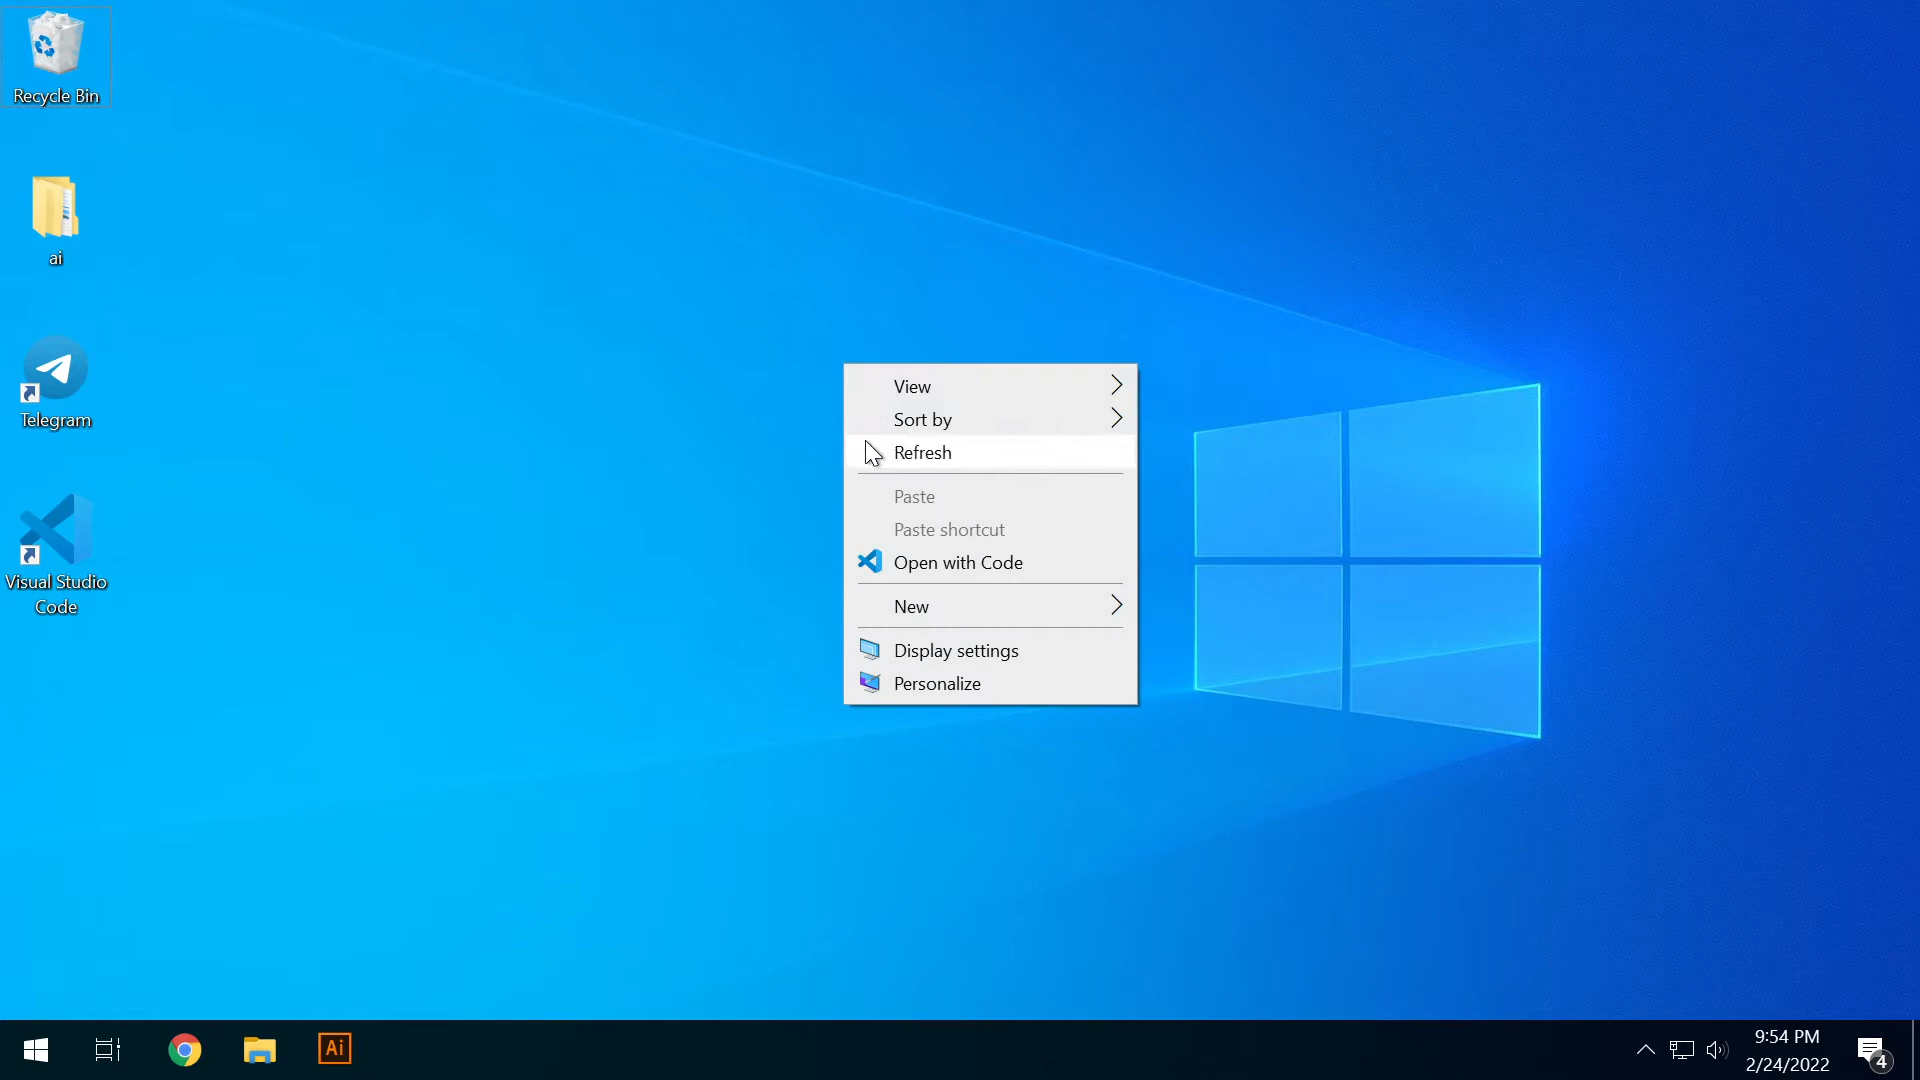 Recycle Bin
ai
Telegram
Visual Studio
Code
View
Sort by
Refresh
Paste
Paste shortcut
Open with Code
New
Display settings
Personalize
Ai
9:54 PM
2/24/2022
4